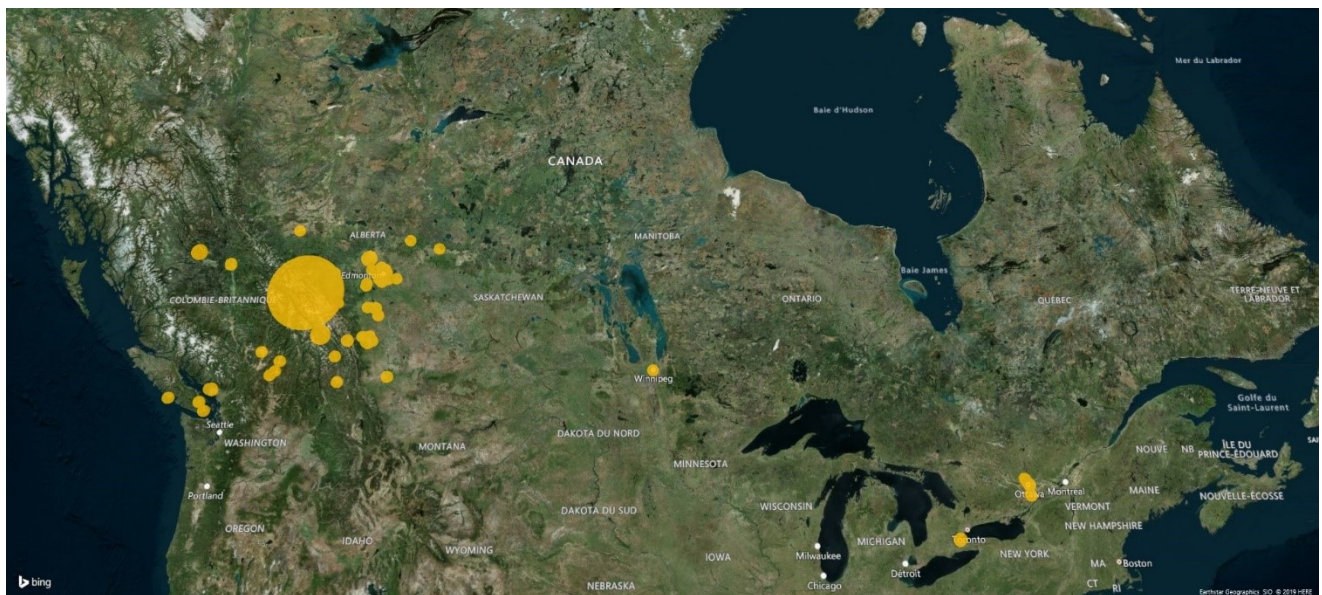 Mer du Labrador
Baie d'Hudson
CANADA
ALBERTA
MANITOBA
Edmonton
Baie James
COLOMBIE-BRITANNIQUE
SASKATCHEWAN
ONTARIO
QUÉBEC
TERRE-NEUVE ET
LABRADOR
Winnipeg
Golfe du
Saint-Laurent
Seattle
WASHINGTON
DAKOTA DU NORD
MONTANA
MINNESOTA
NOUVE
NB
ÎLE DU
PRINCE-ÉDOUARD
Portland
Ottawa
Montreal
MAINE
NOUVELLE-ÉCOSSE
VERMONT
OREGON
IDAHO
DAKOTA DU SUD
WISCONSIN
NEW HAMPSHIRE
WYOMING
Milwaukee
MICHIGAN
Toronto
NEW YORK
IOWA
Détroit
MA
Boston
Chicago
CT
RI
NEBRASKA
bing
Earthstar Geographics SIO © 2019 HERE